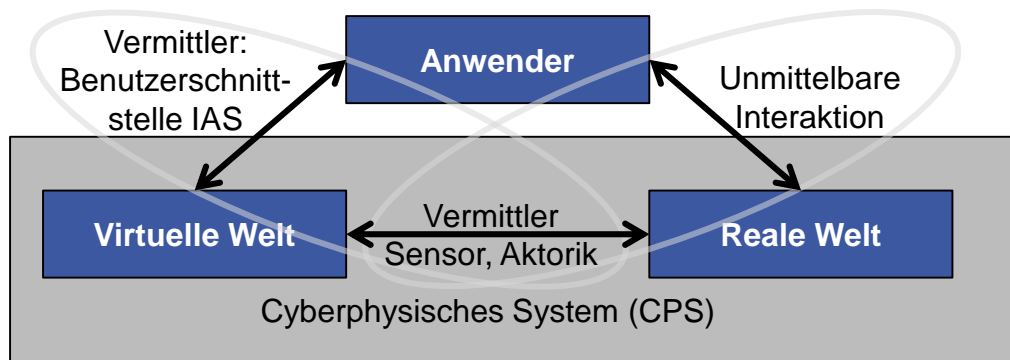 Vermittler:
Benutzerschnitt-
stelle IAS
Anwender
Unmittelbare
Interaktion
Virtuelle Welt
Vermittler
Sensor, Aktorik
Reale Welt
Cyberphysisches System (CPS)